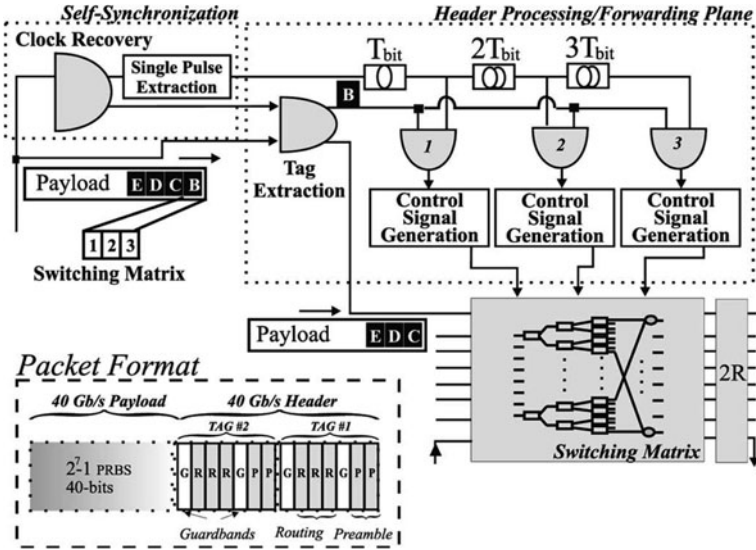 Self-Synchronization
Header Processing/Forwarding Plane
Clock Recovery
Single Pulse
Extraction
Tbit
2Tbit
3Tbit
B
1
2
3
Tag
Extraction
Payload
E D C B
1 2 3
Switching Matrix
Control
Signal
Generation
Control
Signal
Generation
Control
Signal
Generation
Payload
E D C
2R
Switching Matrix
Packet Format
40 Gb/s Payload
40 Gb/s Header
TAG #2
TAG #1
2⁷-1 PRBS
40-bits
G R R R G P P G R R R G P P
Guardbands
Routing
Preamble